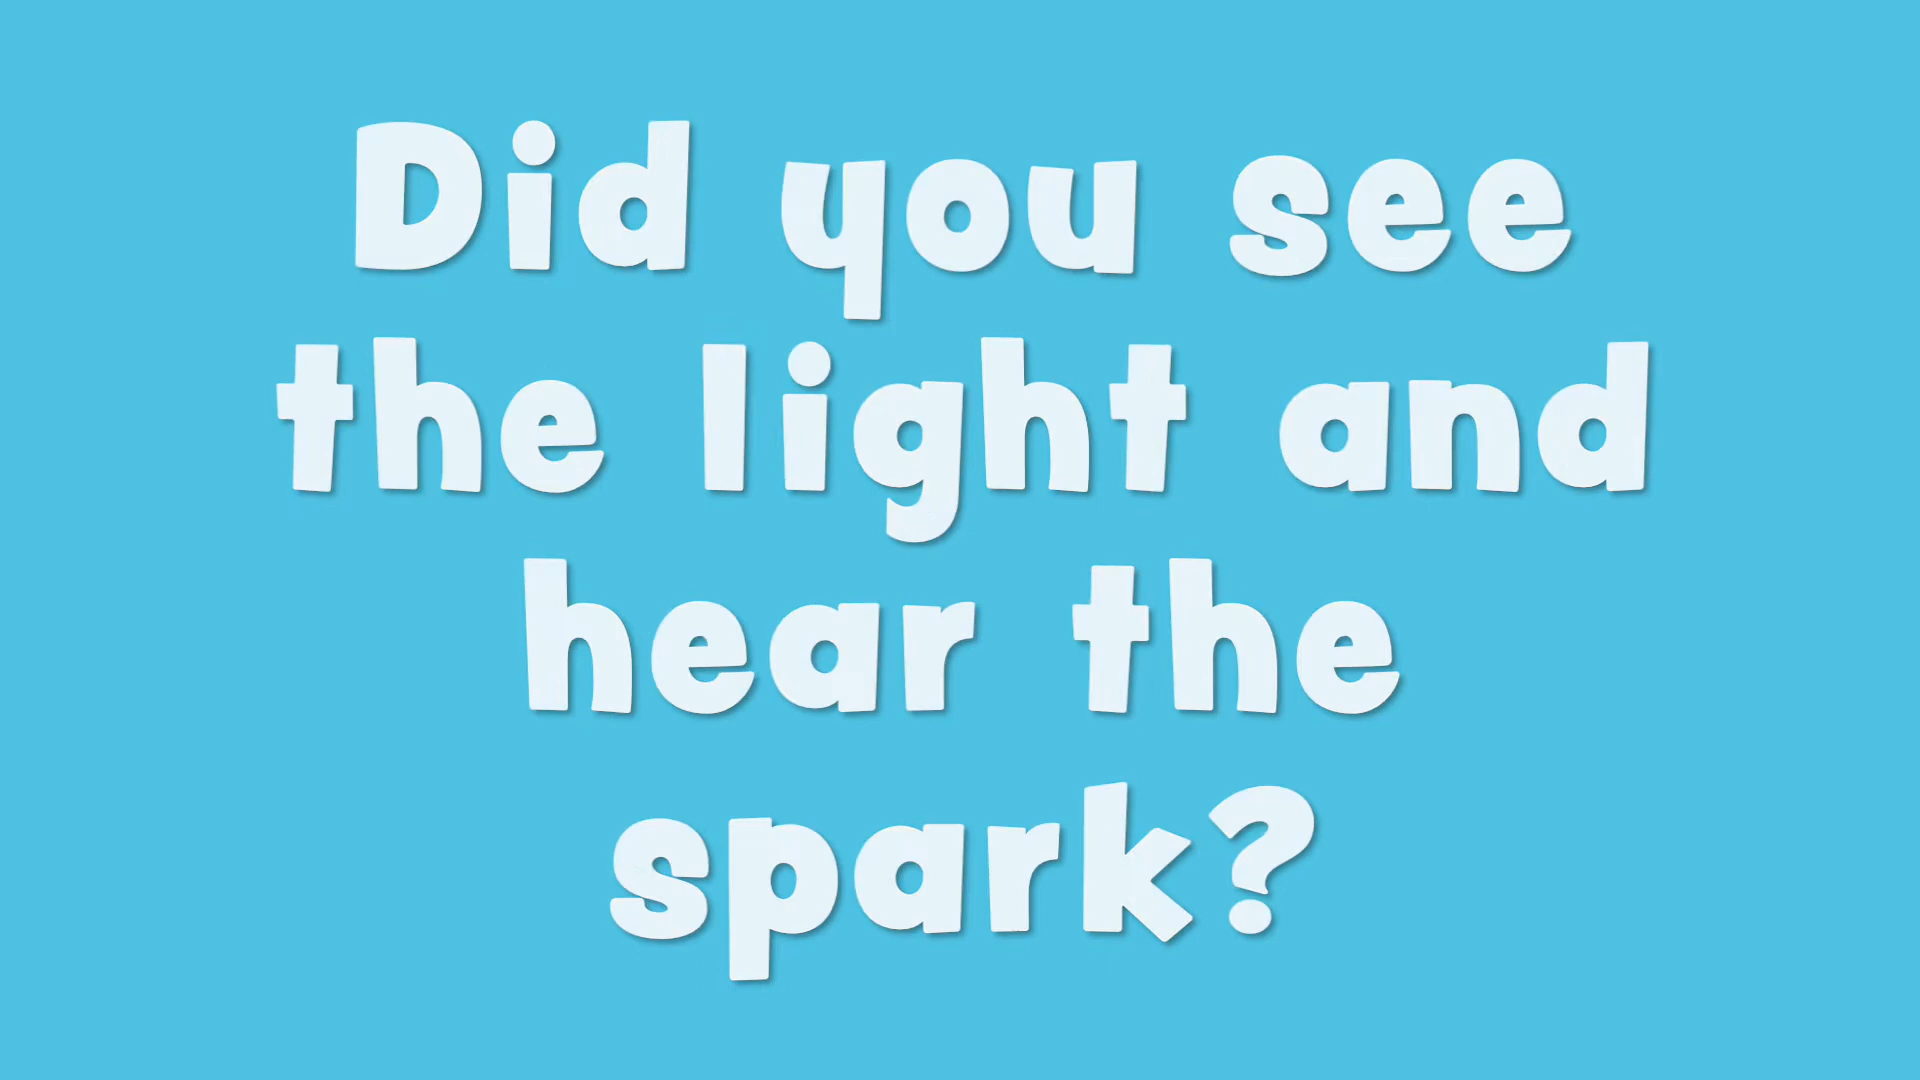 Did you see
the light and
hear the
spark?